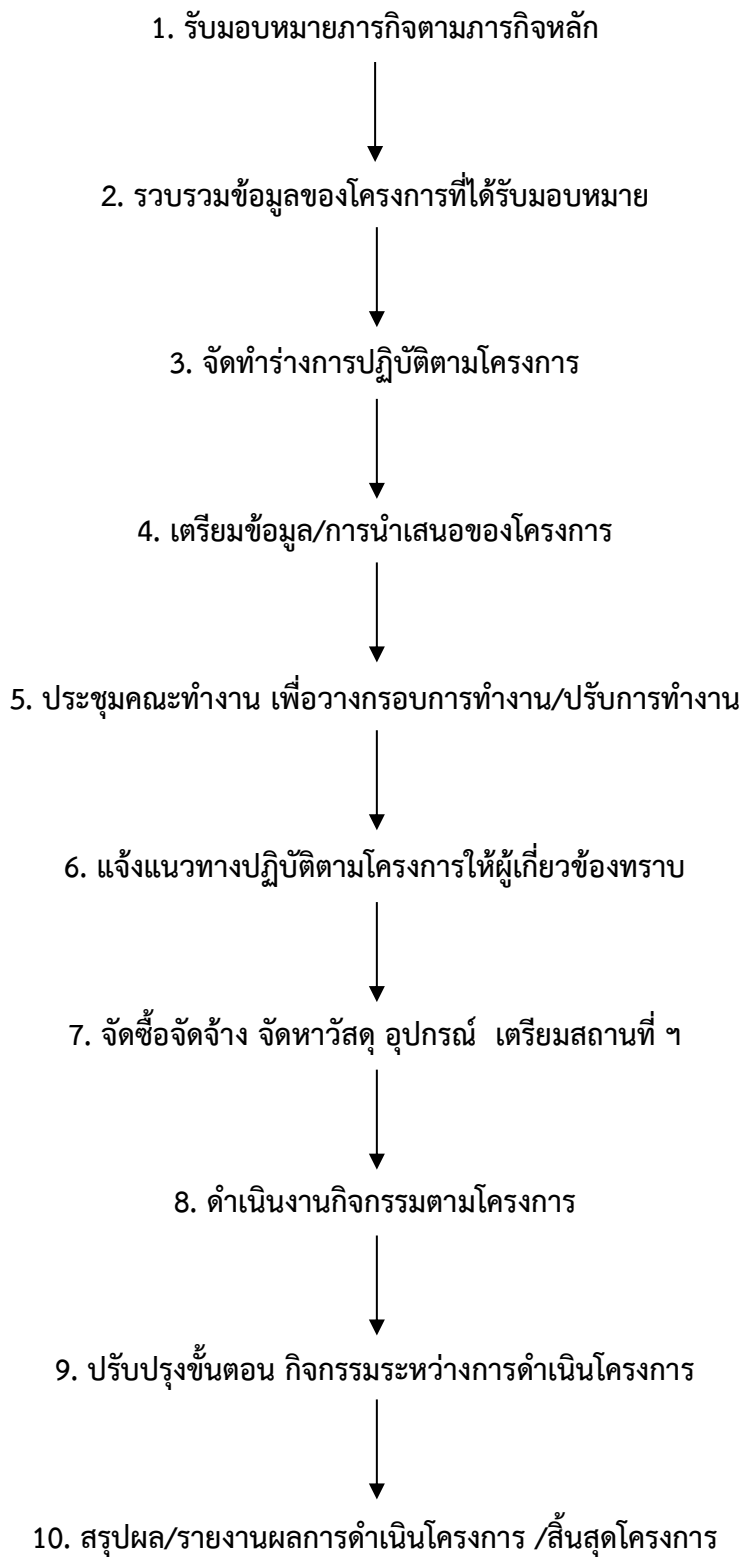 1. รับมอบหมายภารกิจตามภารกิจหลัก
2. รวบรวมข้อมูลของโครงการที่ได้รับมอบหมาย
3. จัดทำร่างการปฏิบัติตามโครงการ
4. เตรียมข้อมูล/การนำเสนอของโครงการ
5. ประชุมคณะทำงาน เพื่อวางกรอบการทำงาน/ปรับการทำงาน
6. แจ้งแนวทางปฏิบัติตามโครงการให้ผู้เกี่ยวข้องทราบ
7. จัดซื้อจัดจ้าง จัดหาวัสดุ อุปกรณ์ เตรียมสถานที่ ฯ
8. ดำเนินงานกิจกรรมตามโครงการ
9. ปรับปรุงขั้นตอน กิจกรรมระหว่างการดำเนินโครงการ
10. สรุปผล/รายงานผลการดำเนินโครงการ /สิ้นสุดโครงการ